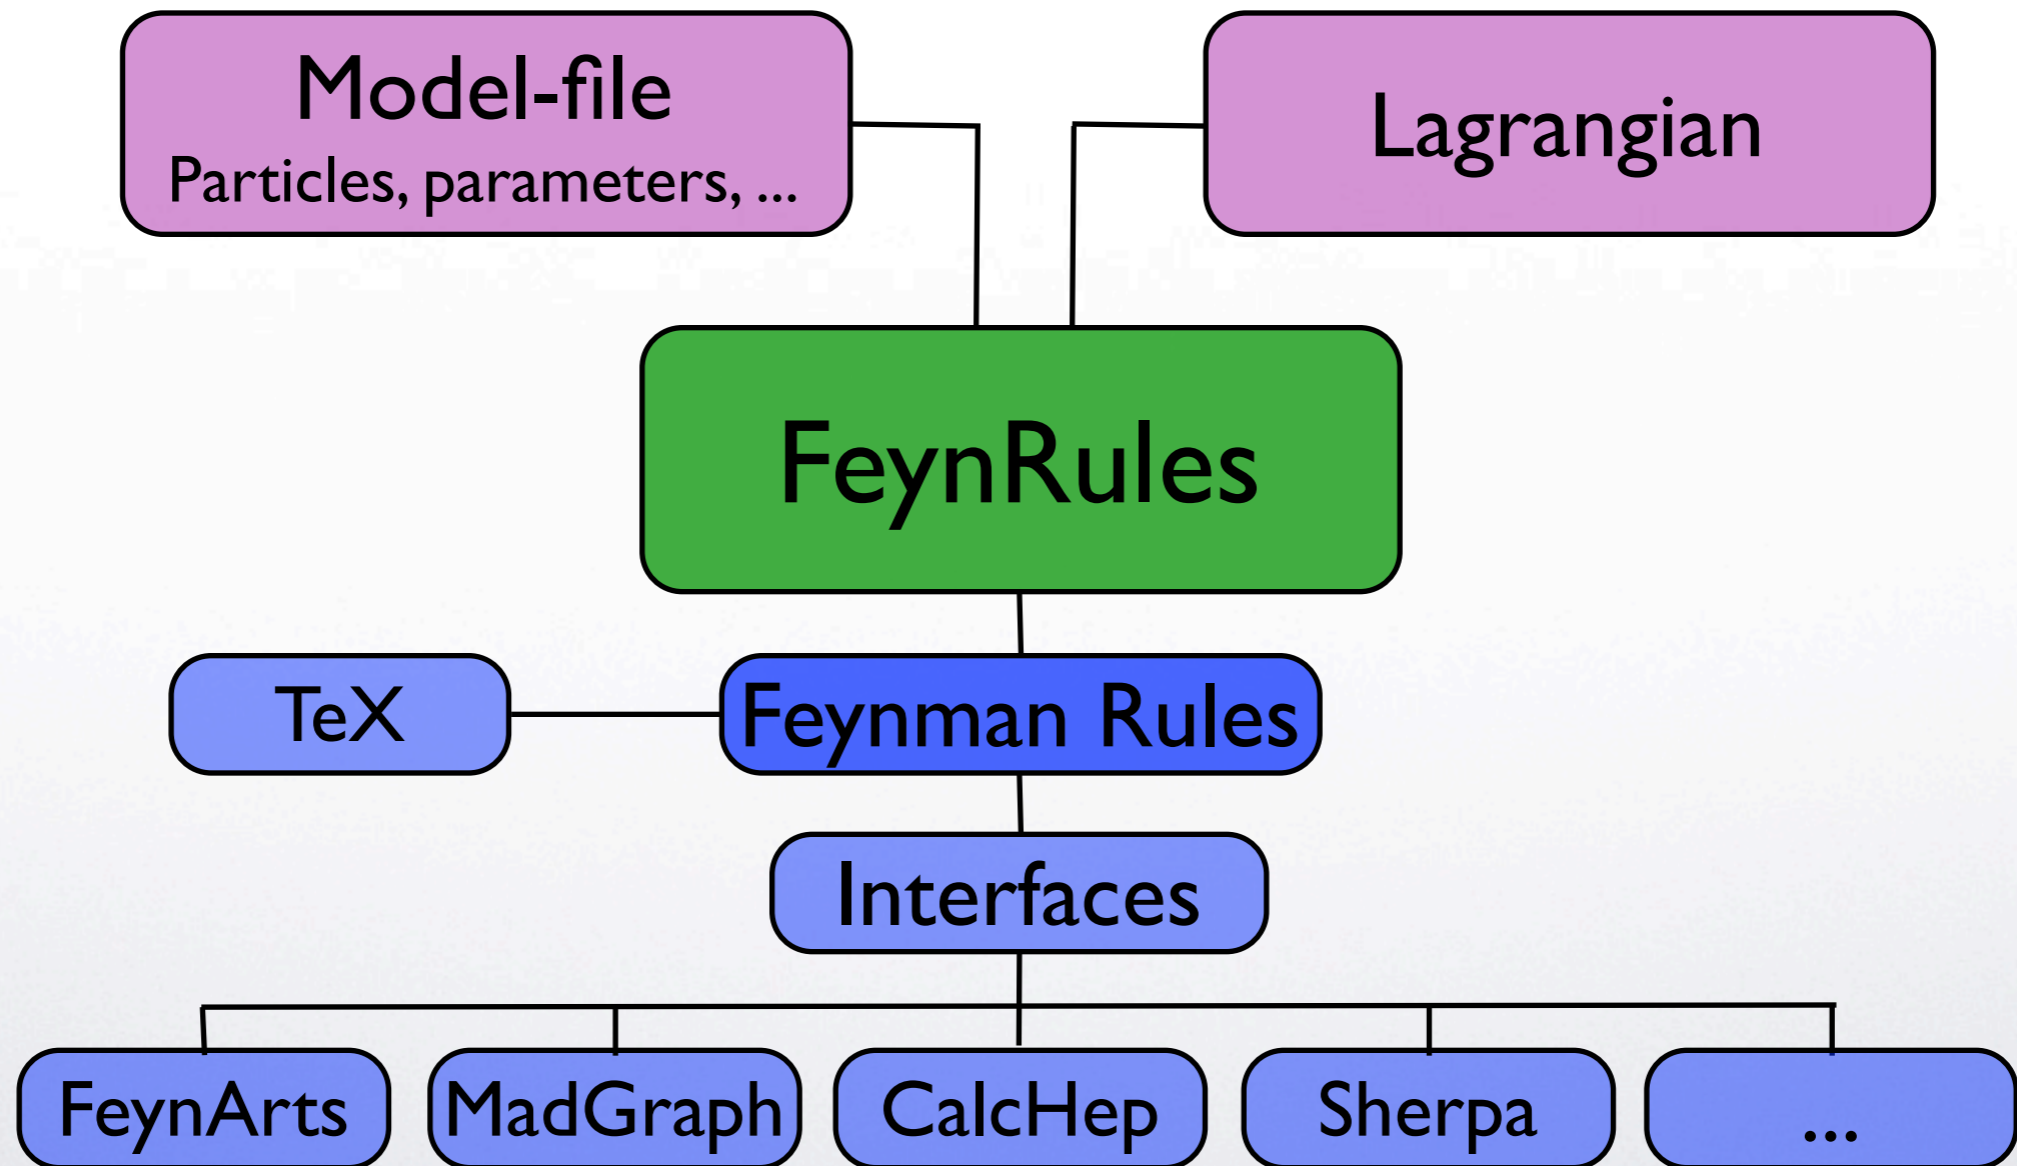 Model-file
Particles, parameters, ...
Lagrangian
FeynRules
TeX
Feynman Rules
Interfaces
FeynArts
MadGraph
CalcHep
Sherpa
...